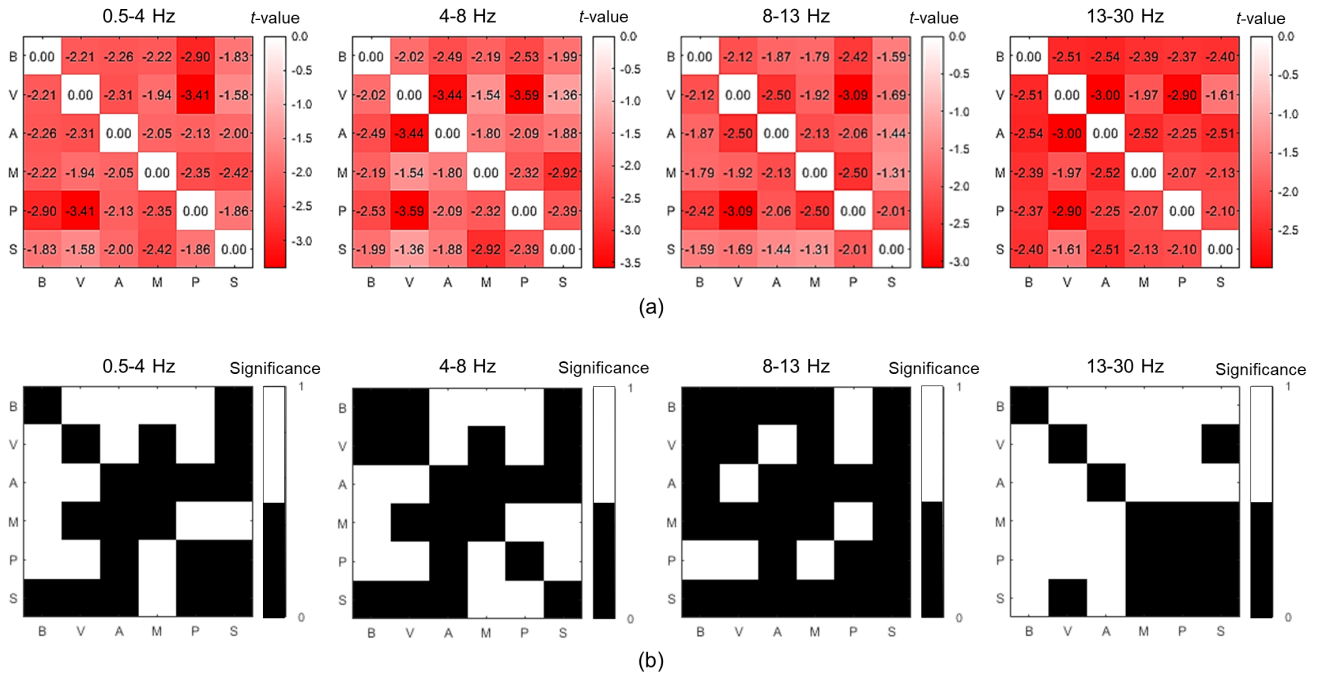 0.5-4 Hz t-value 4-8 Hz t-value 8-13 Hz t-value 13-30 Hz t-value
B 0.00 -2.21 -2.26 -2.22 -2.90 -1.83 0.0 B 0.00 -2.02 -2.49 -2.19 -2.53 -1.99 0.0 B 0.00 -2.12 -1.87 -1.79 -2.42 -1.59 0.0 B 0.00 -2.51 -2.54 -2.39 -2.37 -2.40 0.0
V -2.21 0.00 -2.31 -1.94 -3.41 -1.58 -0.5 V -2.02 0.00 -3.44 -1.54 -3.59 -1.36 -0.5 V -2.12 0.00 -2.50 -1.92 -3.09 -1.69 -0.5 V -2.51 0.00 -3.00 -1.97 -2.90 -1.61 -0.5
A -2.26 -2.31 0.00 -2.05 -2.13 -2.00 -1.0 A -2.49 -3.44 0.00 -1.80 -2.09 -1.88 -1.0 A -1.87 -2.50 0.00 -2.13 -2.06 -1.44 -1.0 A -2.54 -3.00 0.00 -2.52 -2.25 -2.51 -1.0
M -2.22 -1.94 -2.05 0.00 -2.35 -2.42 -1.5 M -2.19 -1.54 -1.80 0.00 -2.32 -2.92 -1.5 M -1.79 -1.92 -2.13 0.00 -2.50 -1.31 -1.5 M -2.39 -1.97 -2.52 0.00 -2.07 -2.13 -1.5
P -2.90 -3.41 -2.13 -2.35 0.00 -1.86 -2.0 P -2.53 -3.59 -2.09 -2.32 0.00 -2.39 -2.0 P -2.42 -3.09 -2.06 -2.50 0.00 -2.01 -2.0 P -2.37 -2.90 -2.25 -2.07 0.00 -2.10 -2.0
S -1.83 -1.58 -2.00 -2.42 -1.86 0.00 -2.5 -3.0 S -1.99 -1.36 -1.88 -2.92 -2.39 0.00 -2.5 -3.0 -3.5 S -1.59 -1.69 -1.44 -1.31 -2.01 0.00 -2.5 -3.0 S -2.40 -1.61 -2.51 -2.13 -2.10 0.00 -2.5
B V A M P S B V A M P S B V A M P S B V A M P S
(a)
0.5-4 Hz Significance 4-8 Hz Significance 8-13 Hz Significance 13-30 Hz Significance
1 1 1 1
B B B B
V V V V
A A A A
M M M M
P P P P
S S S S
0 0 0 0
B V A M P S B V A M P S B V A M P S B V A M P S
(b)